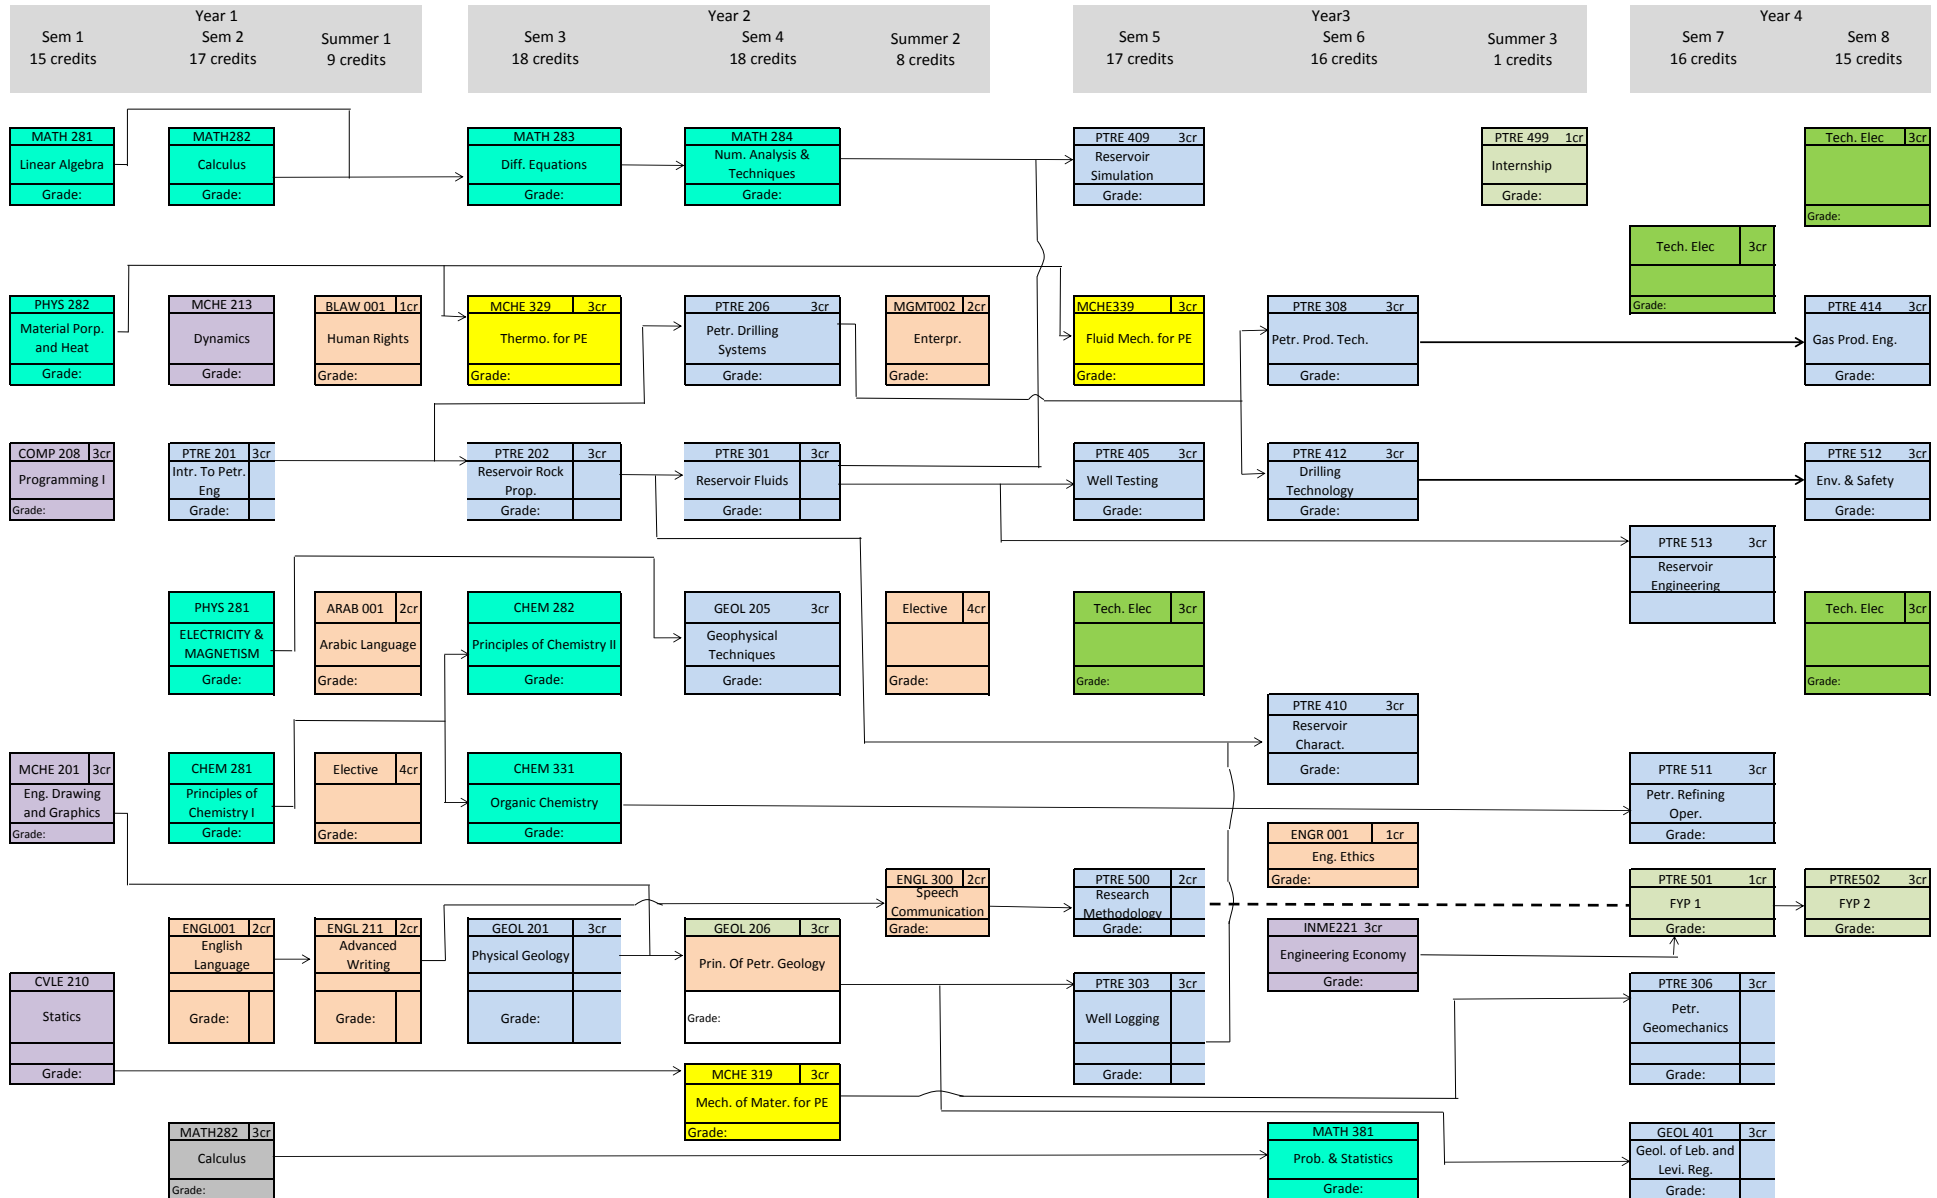 Year 1
Sem 1
Sem 2
Summer 1
15 credits
17 credits
9 credits
Year 2
Sem 3
Sem 4
Summer 2
18 credits
18 credits
8 credits
Year3
Sem 5
Sem 6
Summer 3
17 credits
16 credits
1 credits
Year 4
Sem 7
Sem 8
16 credits
15 credits
MATH 281
Linear Algebra
Grade:
MATH282
Calculus
Grade:
MATH 283
Diff. Equations
Grade:
MATH 284
Num. Analysis &
Techniques
Grade:
PTRE 409 3cr
Reservoir
Simulation
Grade:
PTRE 499 1cr
Internship
Grade:
Tech. Elec 3cr
Grade:
Tech. Elec 3cr
Grade:
PHYS 282
Material Porp.
and Heat
Grade:
MCHE 213
Dynamics
Grade:
BLAW 001 1cr
Human Rights
Grade:
MCHE 329 3cr
Thermo. for PE
Grade:
PTRE 206 3cr
Petr. Drilling
Systems
Grade:
MGMT002 2cr
Enterpr.
Grade:
MCHE339 3cr
Fluid Mech. for PE
Grade:
PTRE 308 3cr
Petr. Prod. Tech.
Grade:
PTRE 414 3cr
Gas Prod. Eng.
Grade:
COMP 208 3cr
Programming I
Grade:
PTRE 201 3cr
Intr. To Petr.
Eng
Grade:
PTRE 202 3cr
Reservoir Rock
Prop.
Grade:
PTRE 301 3cr
Reservoir Fluids
Grade:
PTRE 405 3cr
Well Testing
Grade:
PTRE 412 3cr
Drilling
Technology
Grade:
PTRE 512 3cr
Env. & Safety
Grade:
PTRE 513 3cr
Reservoir
Engineering
PHYS 281
ELECTRICITY &
MAGNETISM
Grade:
ARAB 001 2cr
Arabic Language
Grade:
CHEM 282
Principles of Chemistry II
Grade:
GEOL 205 3cr
Geophysical
Techniques
Grade:
Elective 4cr
Grade:
Tech. Elec 3cr
Grade:
Tech. Elec 3cr
Grade:
PTRE 410 3cr
Reservoir
Charact.
Grade:
MCHE 201 3cr
Eng. Drawing
and Graphics
Grade:
CHEM 281
Principles of
Chemistry I
Grade:
Elective 4cr
Grade:
CHEM 331
Organic Chemistry
Grade:
PTRE 511 3cr
Petr. Refining
Oper.
Grade:
ENGR 001 1cr
Eng. Ethics
Grade:
ENGL 300 2cr
Speech
Communication
Grade:
PTRE 500 2cr
Research
Methodology
Grade:
PTRE 501 1cr
FYP 1
Grade:
PTRE502 3cr
FYP 2
Grade:
ENGL001 2cr
English
Language
Grade:
ENGL 211 2cr
Advanced
Writing
Grade:
GEOL 201 3cr
Physical Geology
Grade:
GEOL 206 3cr
Prin. Of Petr. Geology
Grade:
INME221 3cr
Engineering Economy
Grade:
CVLE 210
Statics
Grade:
PTRE 303 3cr
Well Logging
Grade:
PTRE 306 3cr
Petr.
Geomechanics
Grade:
MCHE 319 3cr
Mech. of Mater. for PE
Grade:
MATH282 3cr
Calculus
Grade:
MATH 381
Prob. & Statistics
Grade:
GEOL 401 3cr
Geol. of Leb. and
Levi. Reg.
Grade: